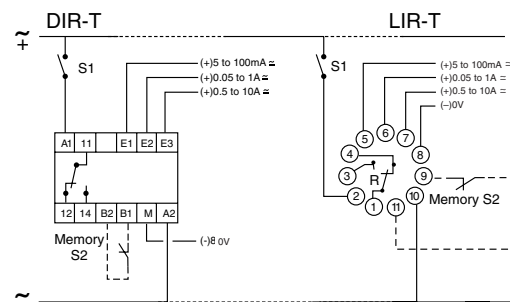 DIR-T
LIR-T
~
+
S1
(+)5 to 100mA ≂
(+)0.05 to 1A ≂
(+)0.5 to 10A ≂
S1
(+)5 to 100mA =
(+)0.05 to 1A =
(+)0.5 to 10A =
(–)0V
A1 11 E1 E2 E3
12 14 B2 B1 M A2
Memory
S2
(-)8 0V
5 6 7
4 8
3 R 9
2 1 11 10
Memory S2
~